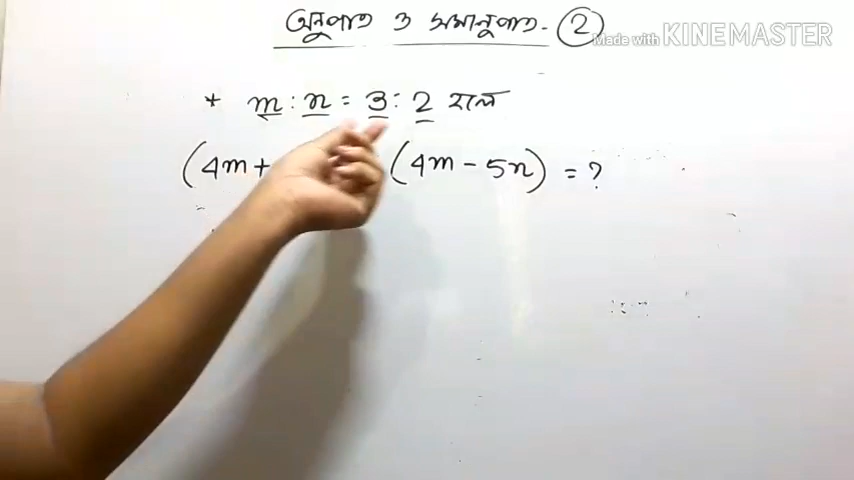 অনুপাত ও সমানুপাত - 2
Made with KINEMASTER
* m : n = 3 : 2 হলে
(4m + (4m - 5n) = ?